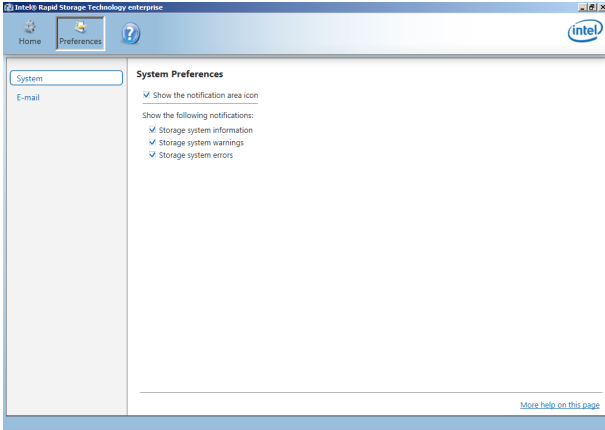 Intel® Rapid Storage Technology enterprise
Home
Preferences
?
intel
System
E-mail
System Preferences
Show the notification area icon
Show the following notifications:
Storage system information
Storage system warnings
Storage system errors
More help on this page